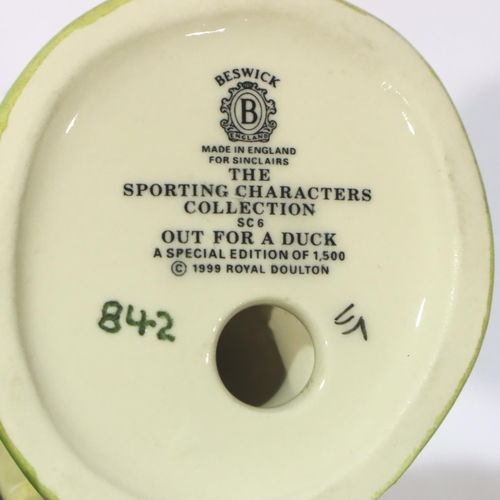 BESWICK
B
ENGLAND
MADE IN ENGLAND
FOR SINCLAIRS
THE
SPORTING CHARACTERS
COLLECTION
SC6
OUT FOR A DUCK
A SPECIAL EDITION OF 1,500
© 1999 ROYAL DOULTON
842